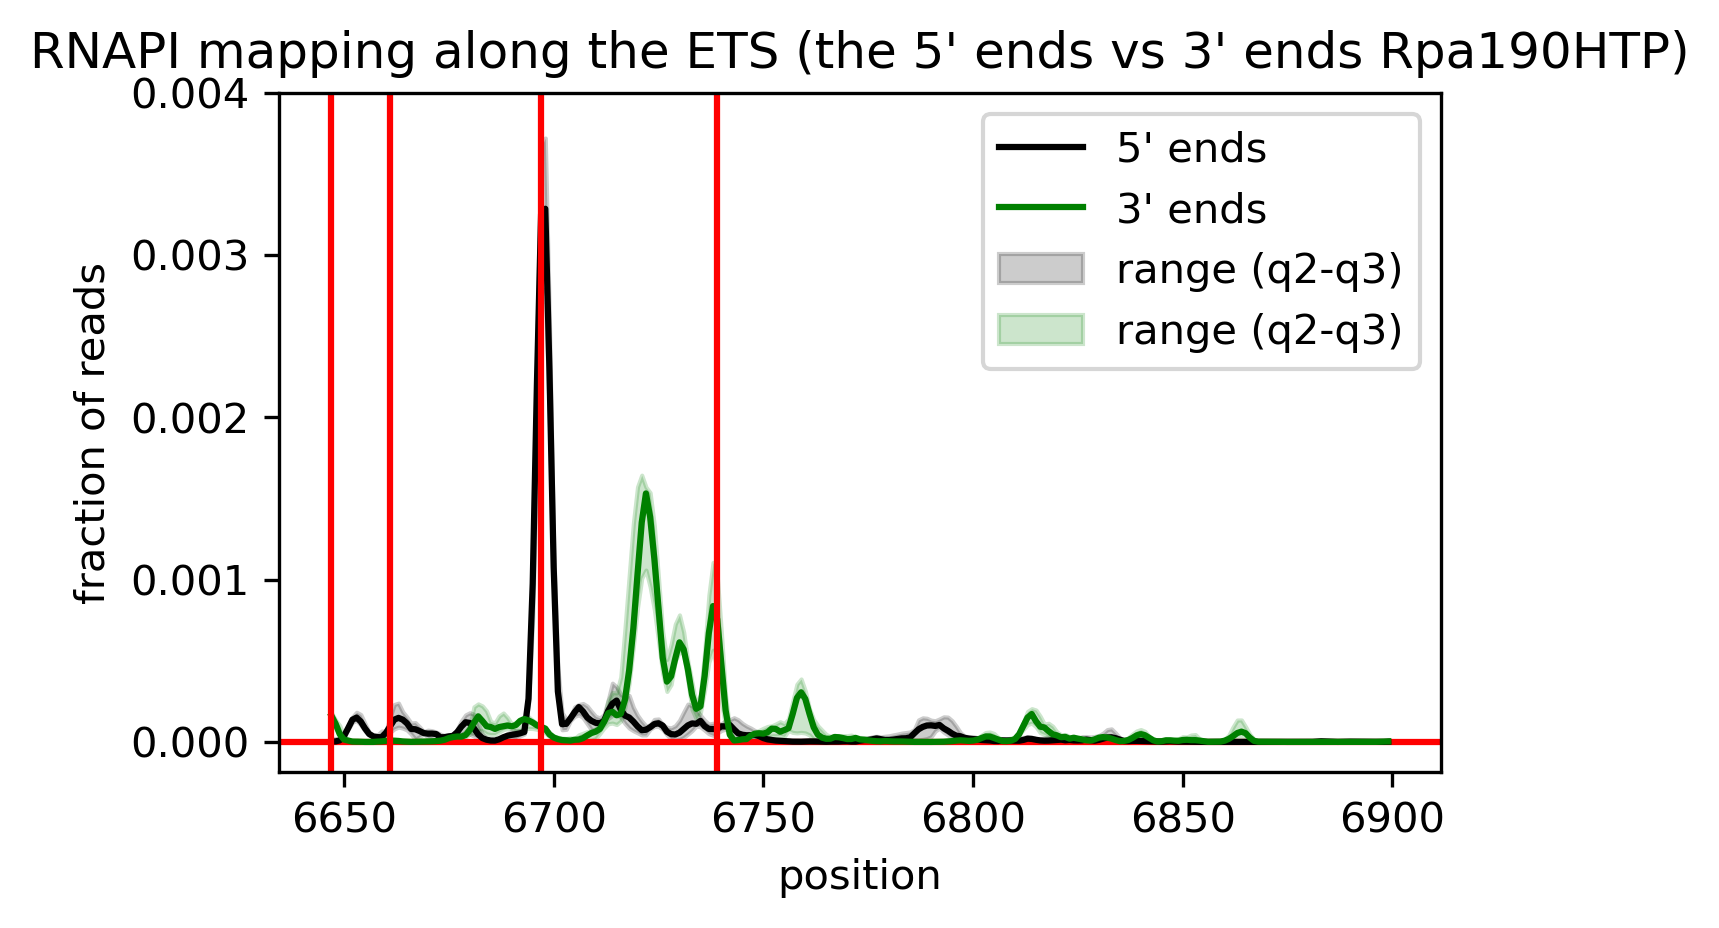 RNAPI mapping along the ETS (the 5' ends vs 3' ends Rpa190HTP)
0.004
0.003
0.002
0.001
0.000
fraction of reads
5' ends
3' ends
range (q2-q3)
range (q2-q3)
6650 6700 6750 6800 6850 6900
position